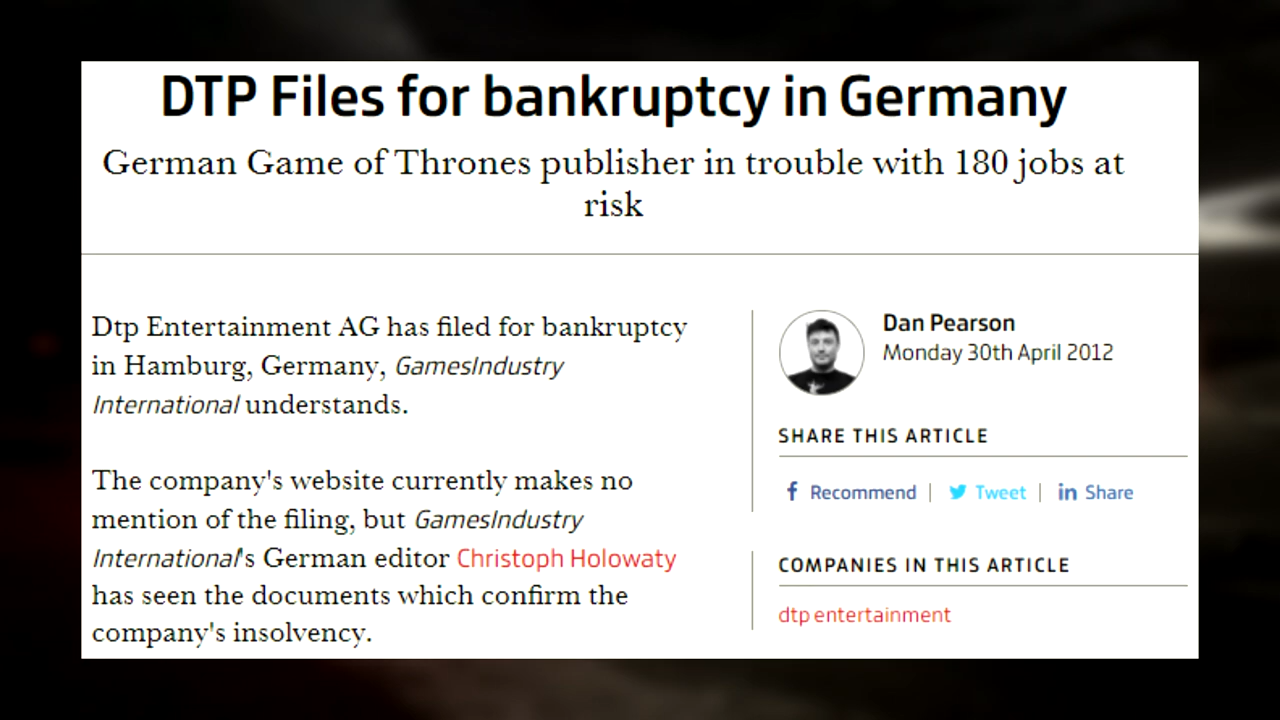 DTP Files for bankruptcy in Germany
German Game of Thrones publisher in trouble with 180 jobs at
risk
Dtp Entertainment AG has filed for bankruptcy
in Hamburg, Germany, GamesIndustry
International understands.
The company's website currently makes no
mention of the filing, but GamesIndustry
International's German editor Christoph Holowaty
has seen the documents which confirm the
company's insolvency.
Dan Pearson
Monday 30th April 2012
SHARE THIS ARTICLE
Recommend | Tweet | Share
COMPANIES IN THIS ARTICLE
dtp entertainment